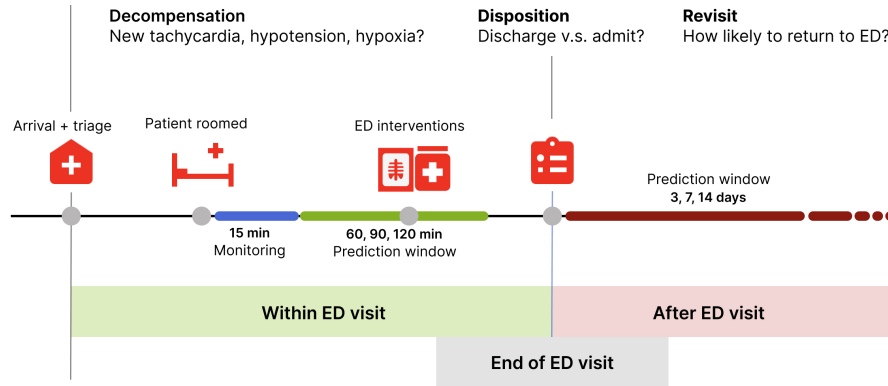 Decompensation
New tachycardia, hypotension, hypoxia?
Disposition
Discharge v.s. admit?
Revisit
How likely to return to ED?
Arrival + triage
Patient roomed
ED interventions
Prediction window
3, 7, 14 days
15 min
Monitoring
60, 90, 120 min
Prediction window
Within ED visit
After ED visit
End of ED visit